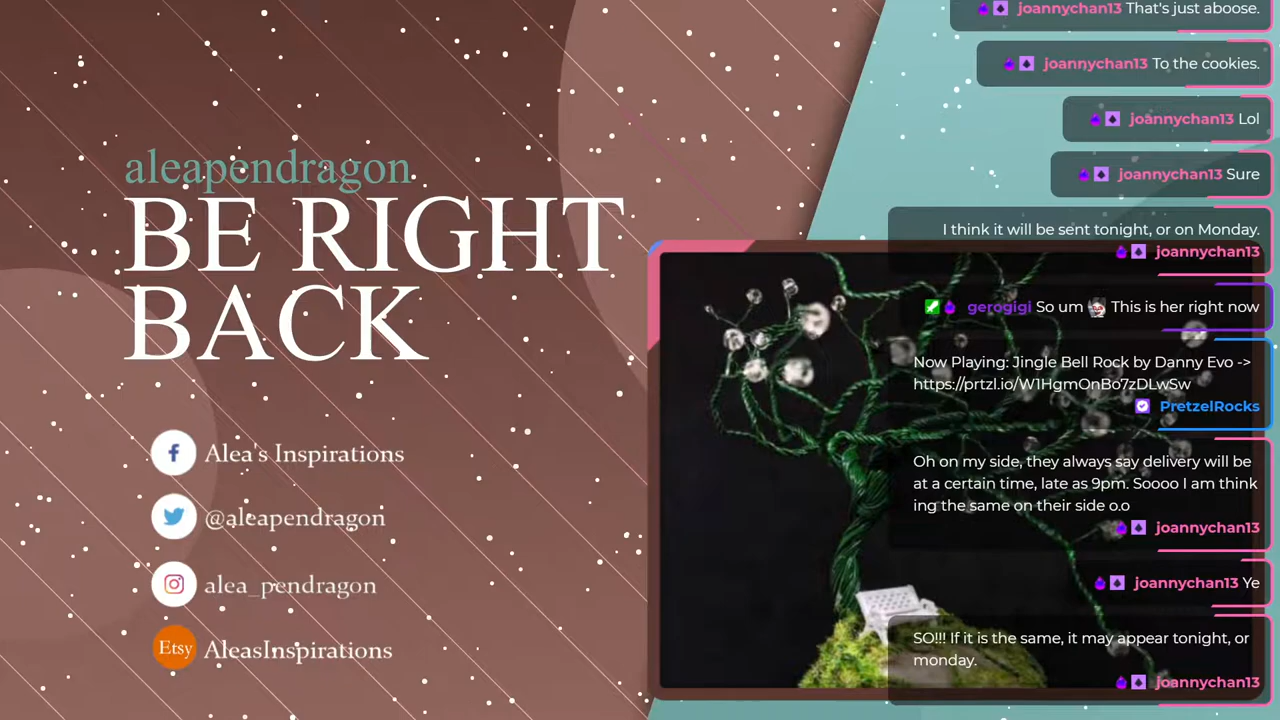 aleapendragon
BE RIGHT
BACK
Alea's Inspirations
@aleapendragon
alea_pendragon
Etsy AleasInspirations
joannychan13 That's just aboose.
joannychan13 To the cookies.
joannychan13 Lol
joannychan13 Sure
I think it will be sent tonight, or on Monday.
joannychan13
gerogigi So um This is her right now
Now Playing: Jingle Bell Rock by Danny Evo ->
https://prtzl.io/W1HgmOnBo7zDLwSw
PretzelRocks
Oh on my side, they always say delivery will be
at a certain time, late as 9pm. Soooo I am think
ing the same on their side o.o
joannychan13
joannychan13 Ye
SO!!! If it is the same, it may appear tonight, or
monday.
joannychan13